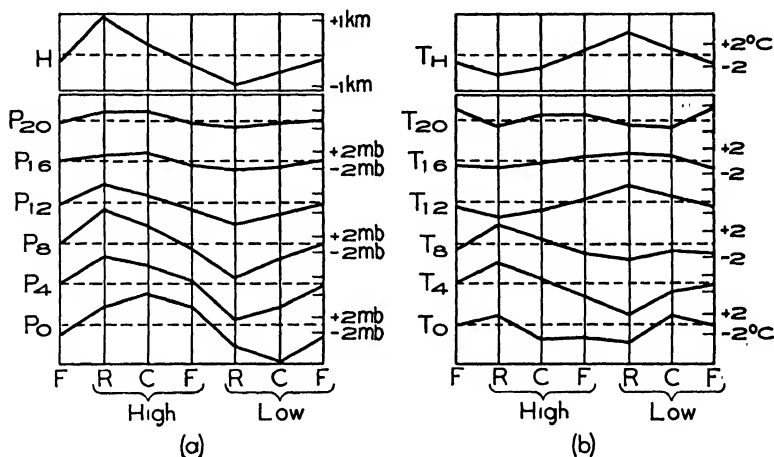 H
+1km
-1km
P20
P16
+2mb
-2mb
P12
P8
+2mb
-2mb
P4
P0
+2mb
-2mb
F R C F R C F
High Low
(a)
TH
+2°C
-2
T20
T16
+2
-2
T12
T8
+2
-2
T4
T0
+2
-2°C
F R C F R C F
High Low
(b)